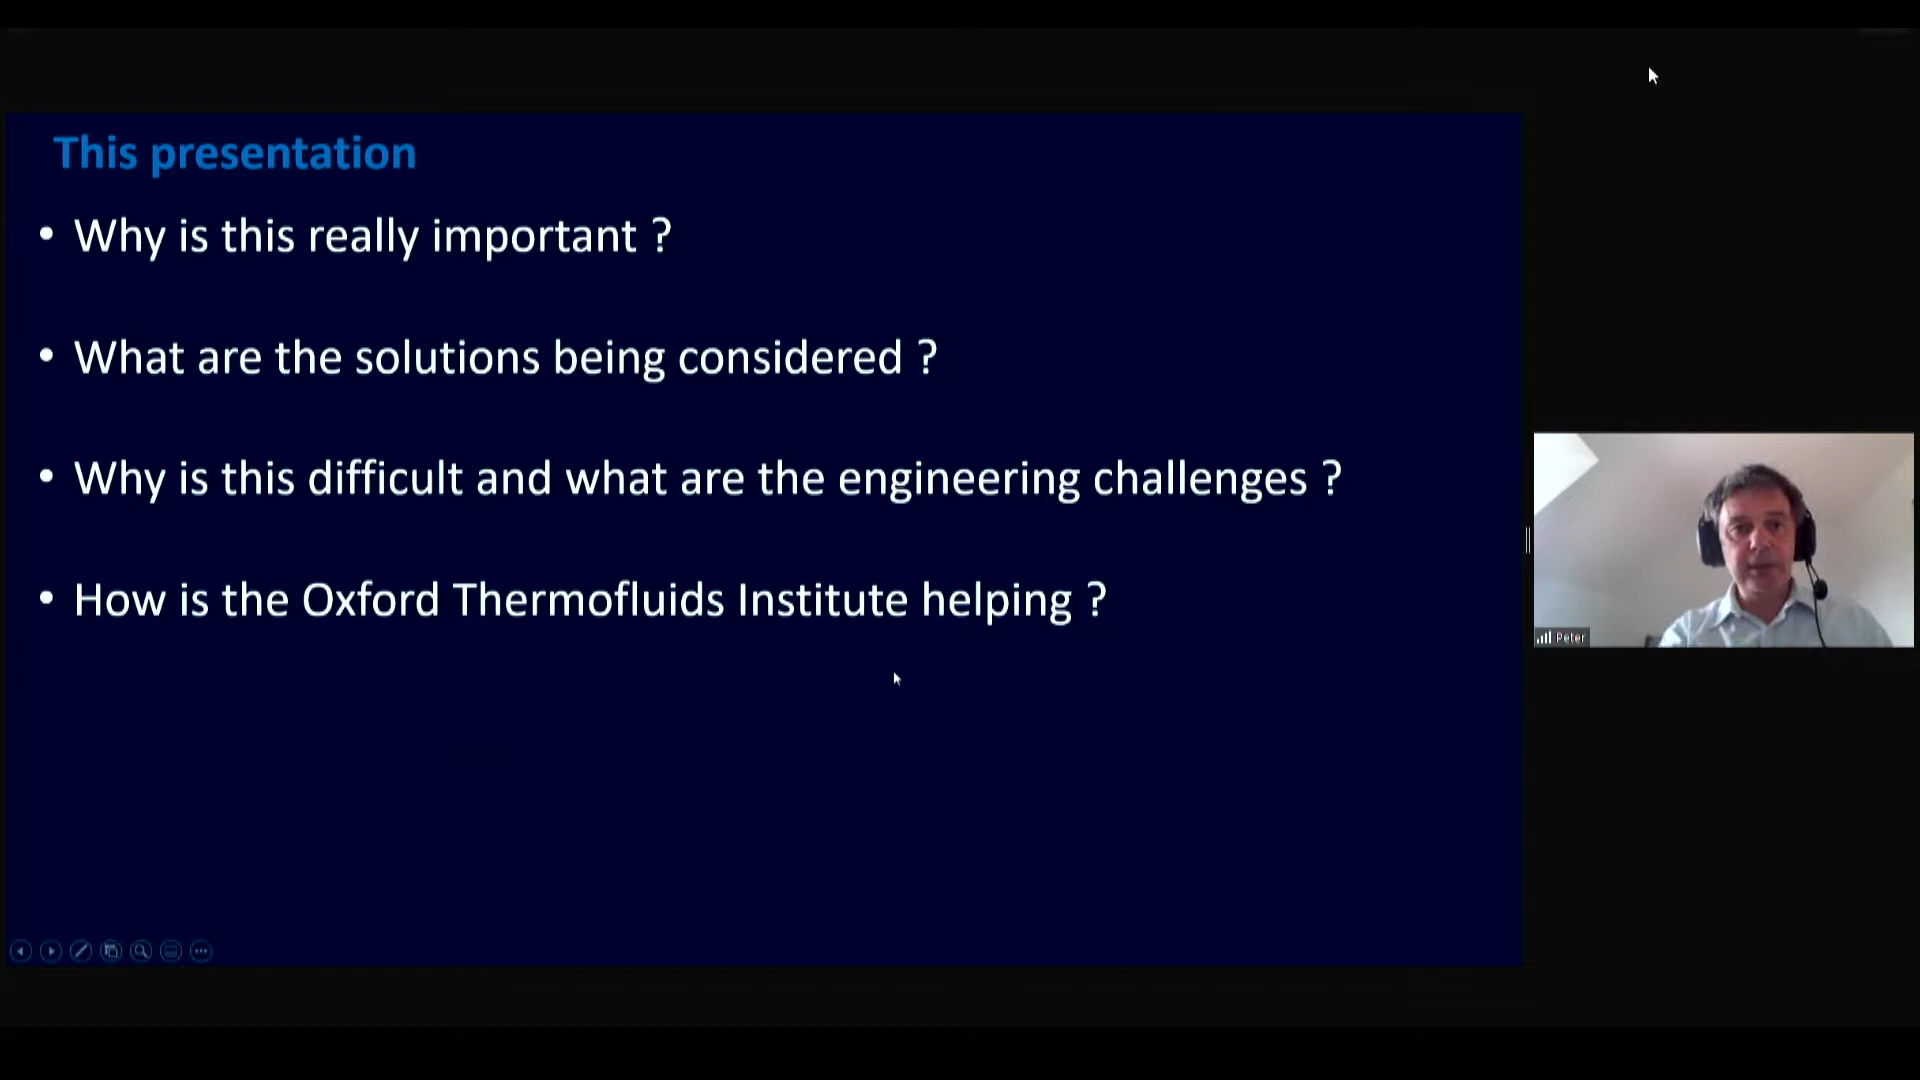 This presentation
• Why is this really important ?
• What are the solutions being considered ?
• Why is this difficult and what are the engineering challenges ?
• How is the Oxford Thermofluids Institute helping ?
Peter